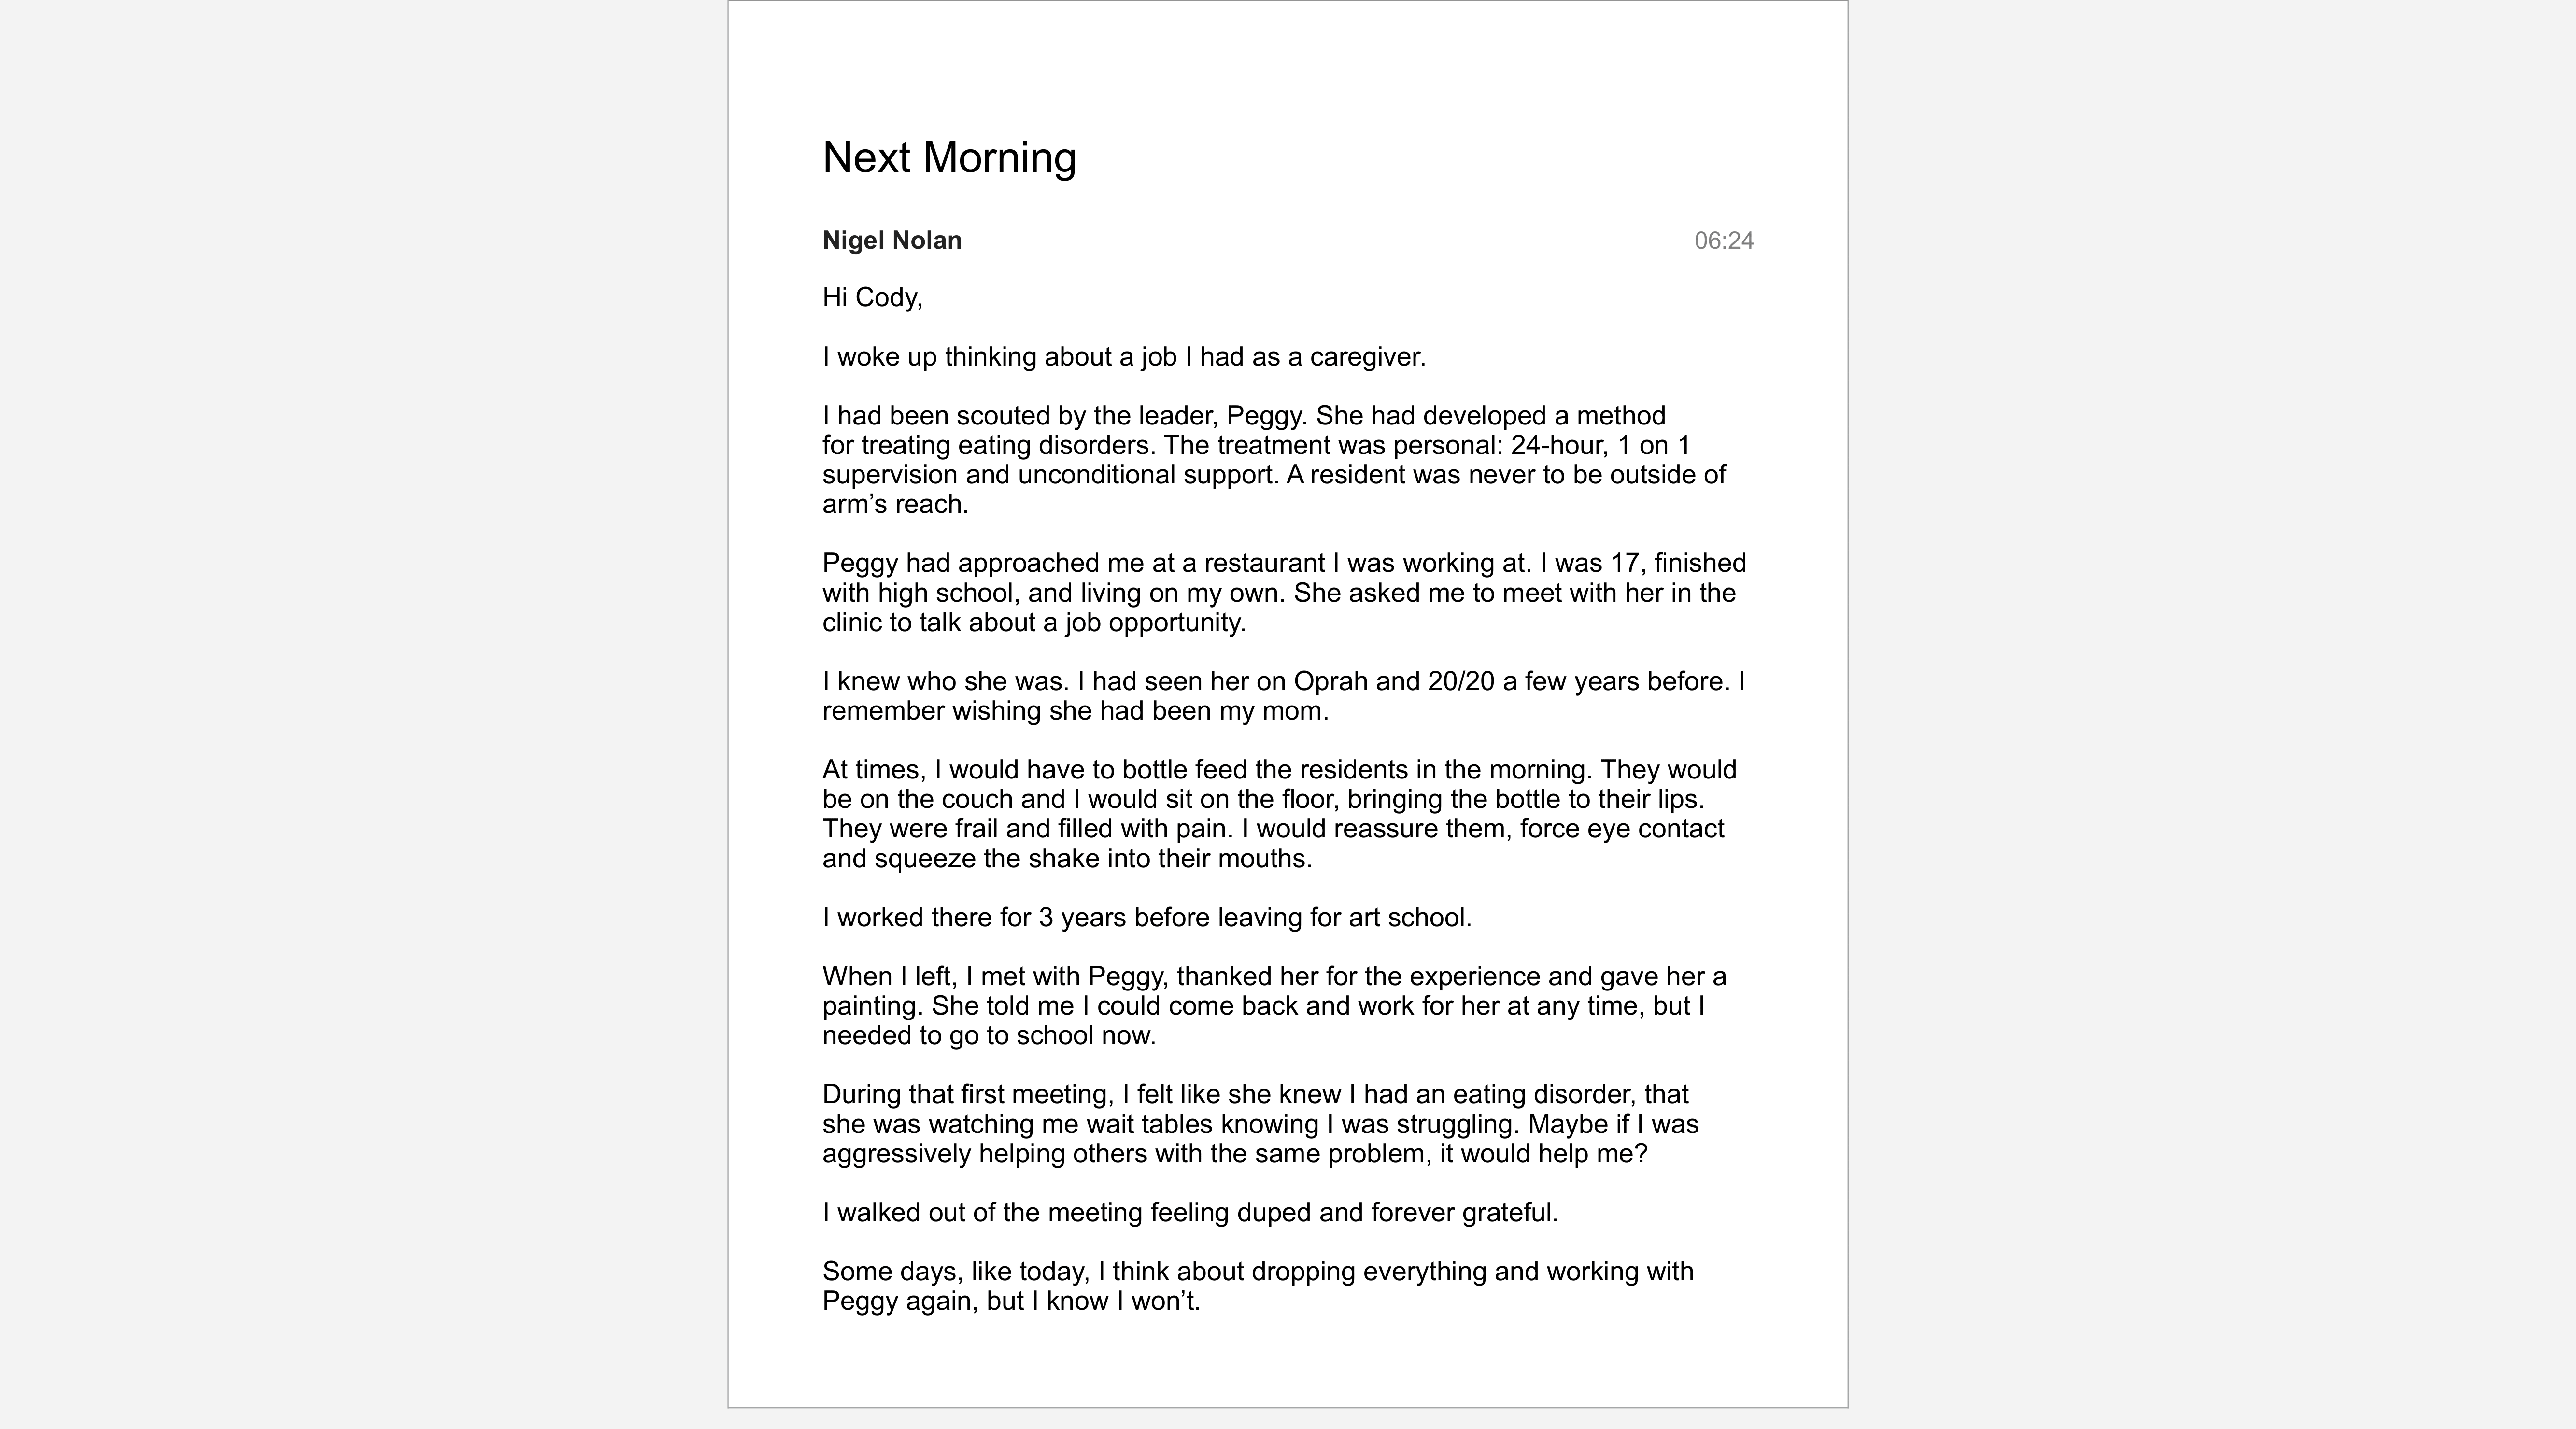 Next Morning
Nigel Nolan 06:24
Hi Cody,
I woke up thinking about a job I had as a caregiver.
I had been scouted by the leader, Peggy. She had developed a method
for treating eating disorders. The treatment was personal: 24-hour, 1 on 1
supervision and unconditional support. A resident was never to be outside of
arm’s reach.
Peggy had approached me at a restaurant I was working at. I was 17, finished
with high school, and living on my own. She asked me to meet with her in the
clinic to talk about a job opportunity.
I knew who she was. I had seen her on Oprah and 20/20 a few years before. I
remember wishing she had been my mom.
At times, I would have to bottle feed the residents in the morning. They would
be on the couch and I would sit on the floor, bringing the bottle to their lips.
They were frail and filled with pain. I would reassure them, force eye contact
and squeeze the shake into their mouths.
I worked there for 3 years before leaving for art school.
When I left, I met with Peggy, thanked her for the experience and gave her a
painting. She told me I could come back and work for her at any time, but I
needed to go to school now.
During that first meeting, I felt like she knew I had an eating disorder, that
she was watching me wait tables knowing I was struggling. Maybe if I was
aggressively helping others with the same problem, it would help me?
I walked out of the meeting feeling duped and forever grateful.
Some days, like today, I think about dropping everything and working with
Peggy again, but I know I won’t.